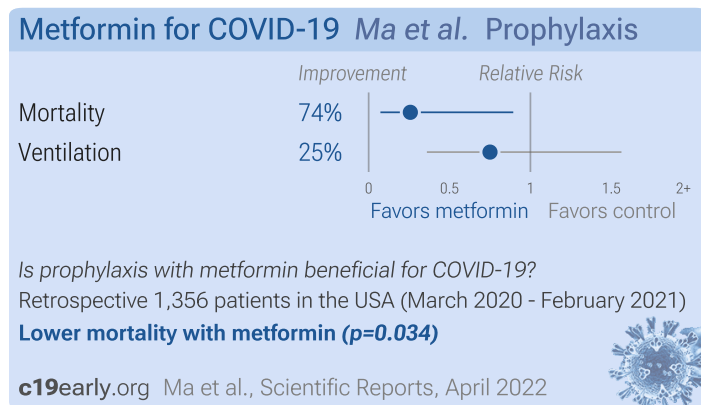 Metformin for COVID-19 Ma et al. Prophylaxis
Improvement Relative Risk
Mortality 74%
Ventilation 25%
0 0.5 1 1.5 2+
Favors metformin Favors control
Is prophylaxis with metformin beneficial for COVID-19?
Retrospective 1,356 patients in the USA (March 2020 - February 2021)
Lower mortality with metformin (p=0.034)
c19early.org Ma et al., Scientific Reports, April 2022